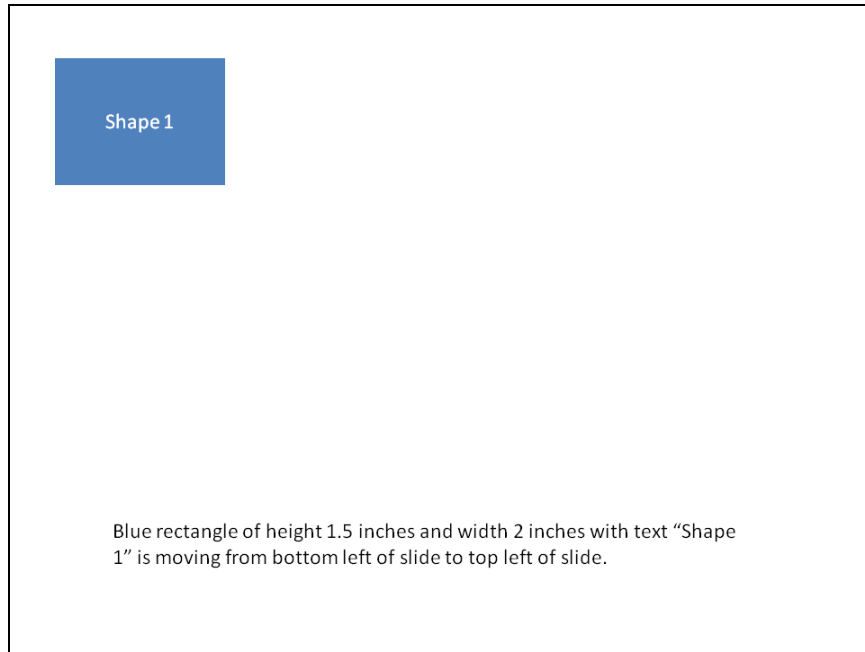 Shape 1
Blue rectangle of height 1.5 inches and width 2 inches with text “Shape
1” is moving from bottom left of slide to top left of slide.